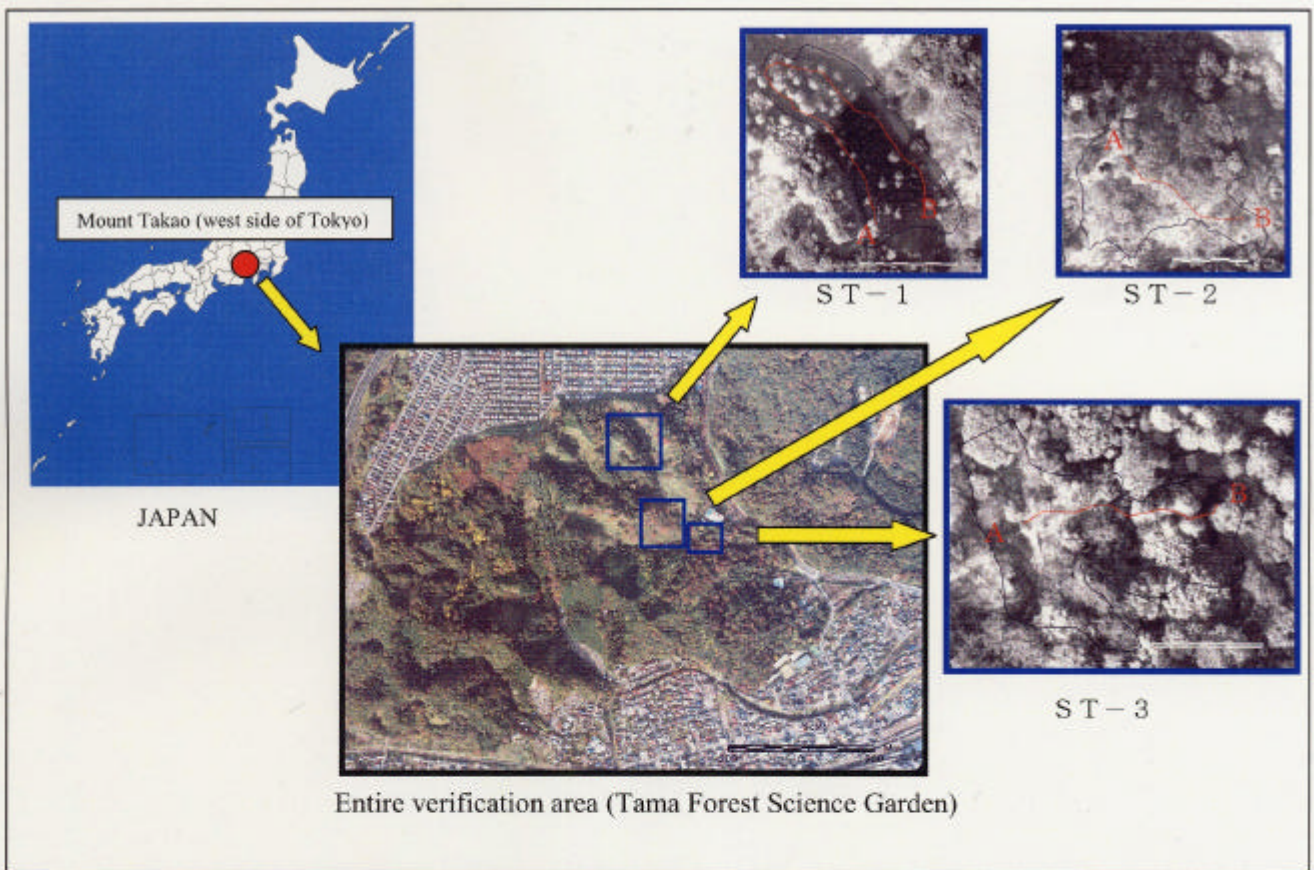 Mount Takao (west side of Tokyo)
JAPAN
A
B
ST-1
A
B
ST-2
A
B
ST-3
Entire verification area (Tama Forest Science Garden)